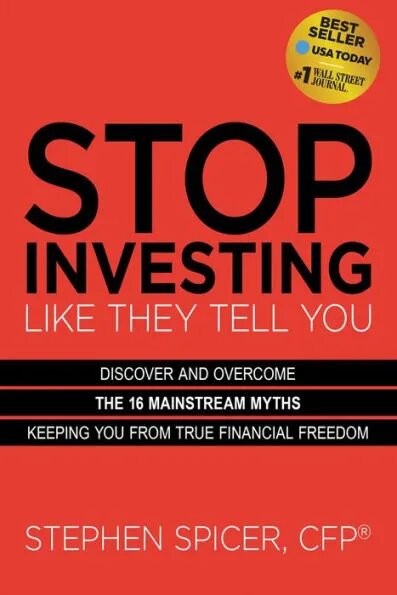 BEST
SELLER
USA TODAY
#1 WALL STREET
JOURNAL.
STOP
INVESTING
LIKE THEY TELL YOU
DISCOVER AND OVERCOME
THE 16 MAINSTREAM MYTHS
KEEPING YOU FROM TRUE FINANCIAL FREEDOM
STEPHEN SPICER, CFP®